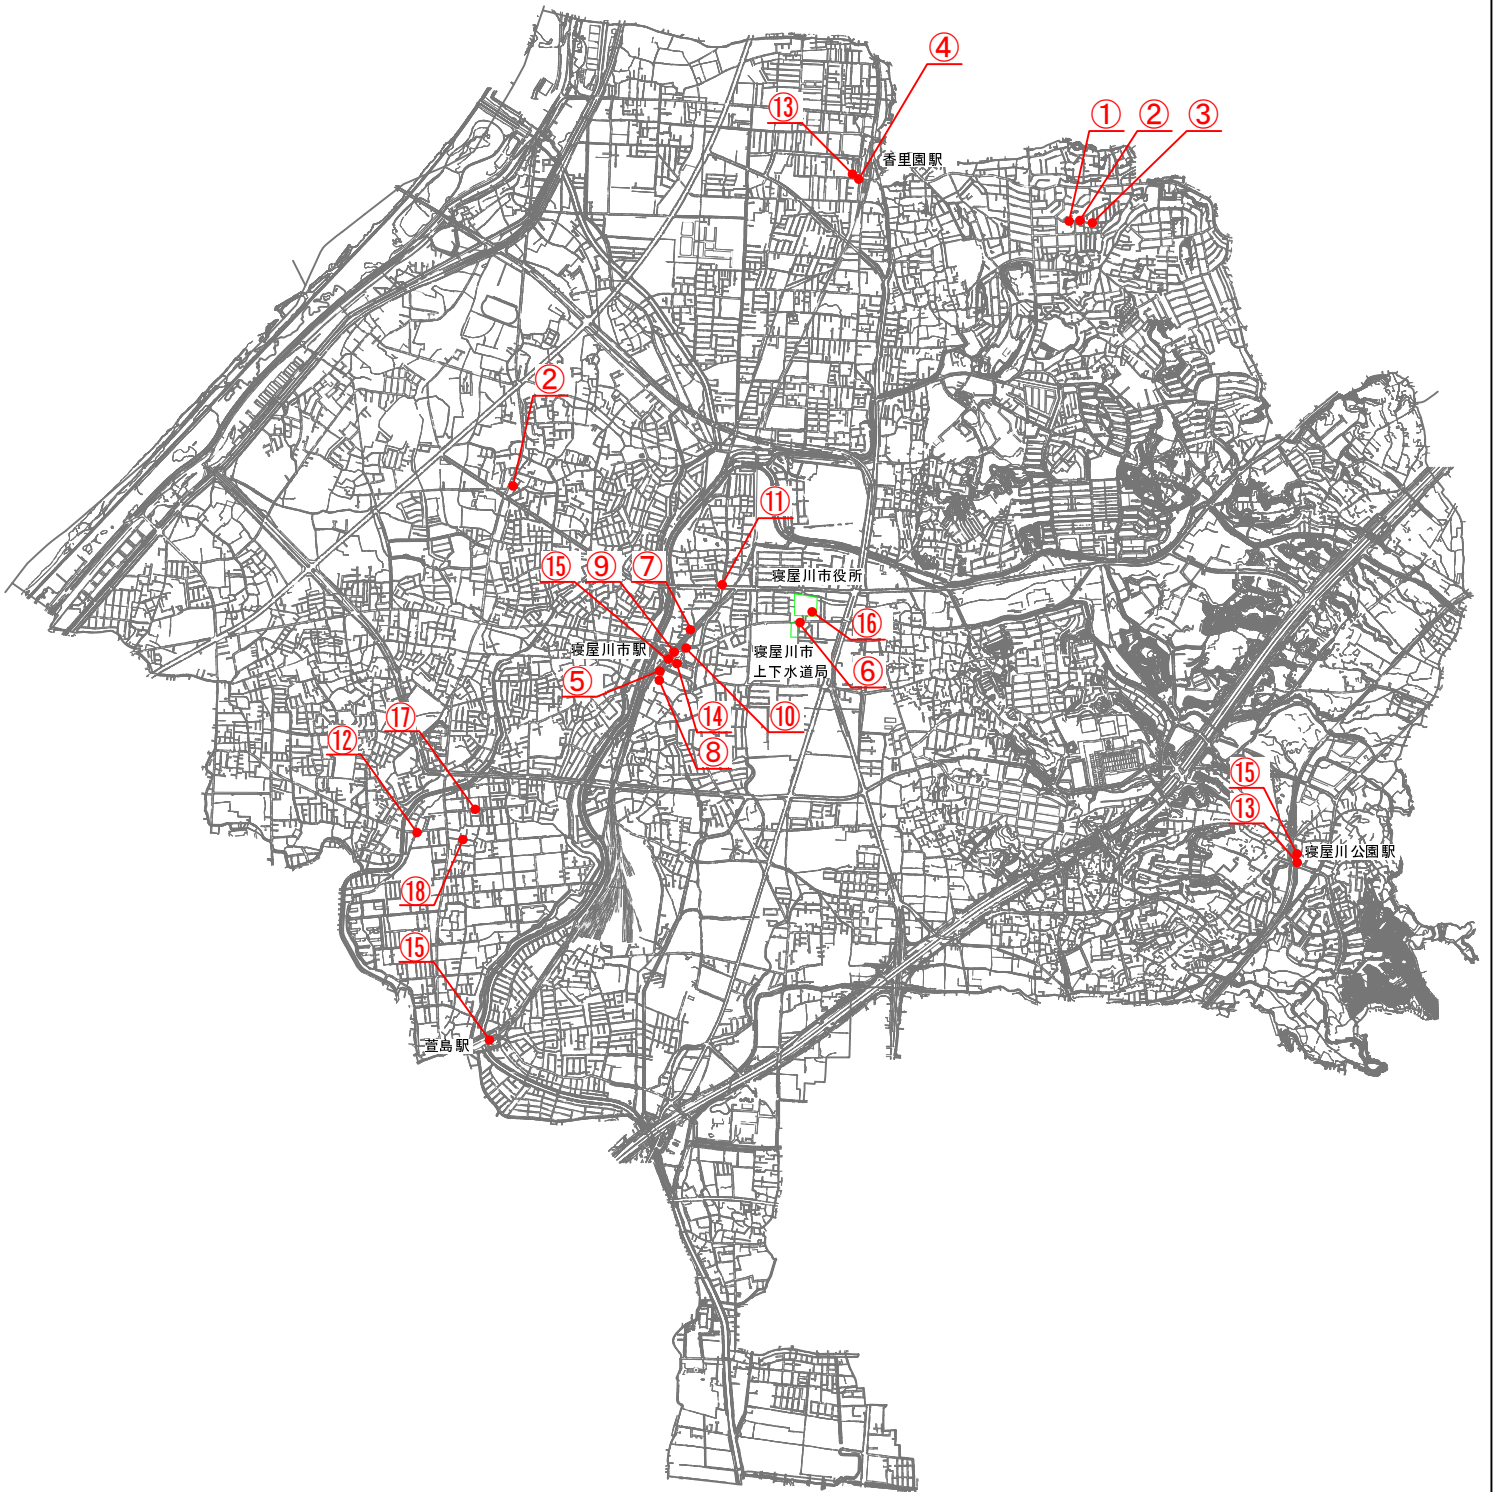 ④
⑬
① ② ③
香里園駅
②
⑪
⑮ ⑨ ⑦
寝屋川市役所
⑯
寝屋川市駅
寝屋川市
上下水道局
⑤
⑥
⑭ ⑩
⑰
⑫
⑧
⑮
⑬
寝屋川公園駅
⑱
⑮
萱島駅